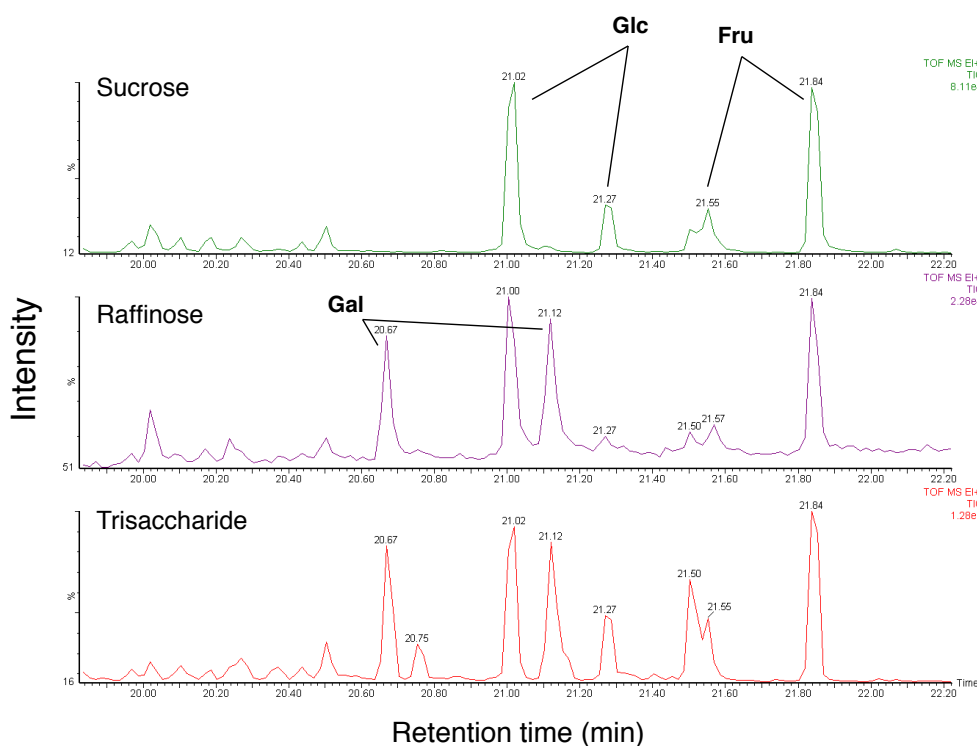 Glc
Fru
Sucrose
TOF MS EI+
TI
8.11e
21.02
21.27
21.55
21.84
%
12
20.00 20.20 20.40 20.60 20.80 21.00 21.20 21.40 21.60 21.80 22.00 22.20
Raffinose
Gal
TOF MS EI+
TI
2.28e
20.67
21.00
21.12
21.27
21.50
21.57
21.84
%
51
20.00 20.20 20.40 20.60 20.80 21.00 21.20 21.40 21.60 21.80 22.00 22.20
Trisaccharide
TOF MS EI+
TI
1.28e
20.67
20.75
21.02
21.12
21.27
21.50
21.55
21.84
%
16
Time
20.00 20.20 20.40 20.60 20.80 21.00 21.20 21.40 21.60 21.80 22.00 22.20
Intensity
Retention time (min)